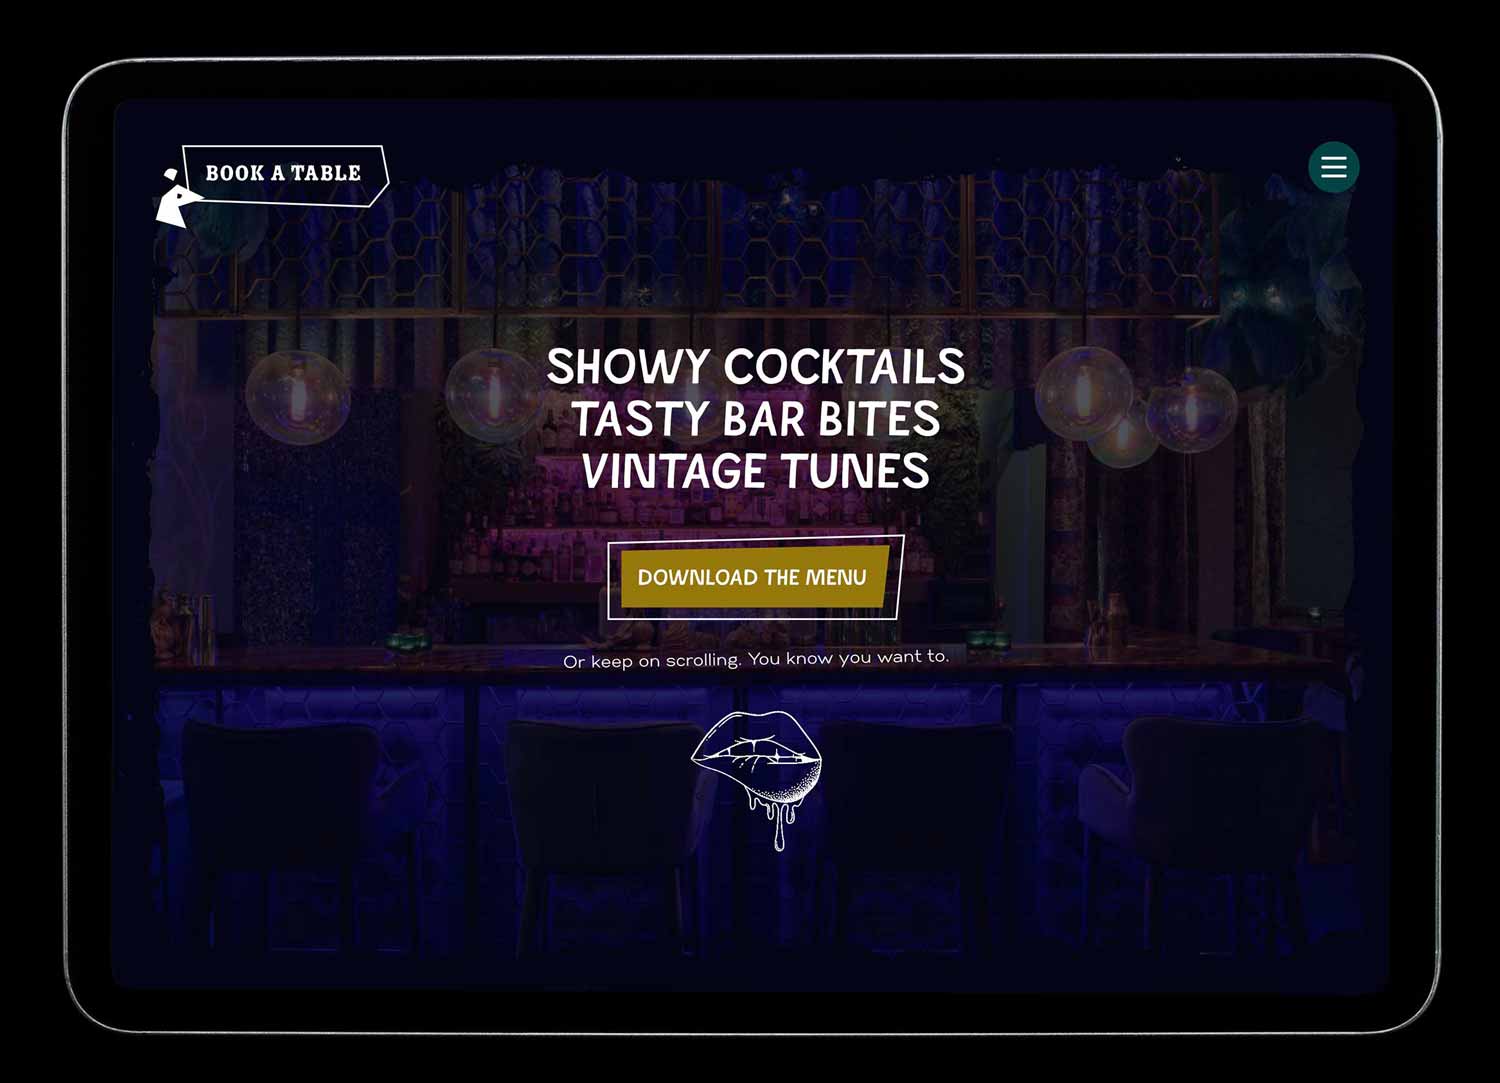 BOOK A TABLE
SHOWY COCKTAILS
TASTY BAR BITES
VINTAGE TUNES
DOWNLOAD THE MENU
Or keep on scrolling. You know you want to.